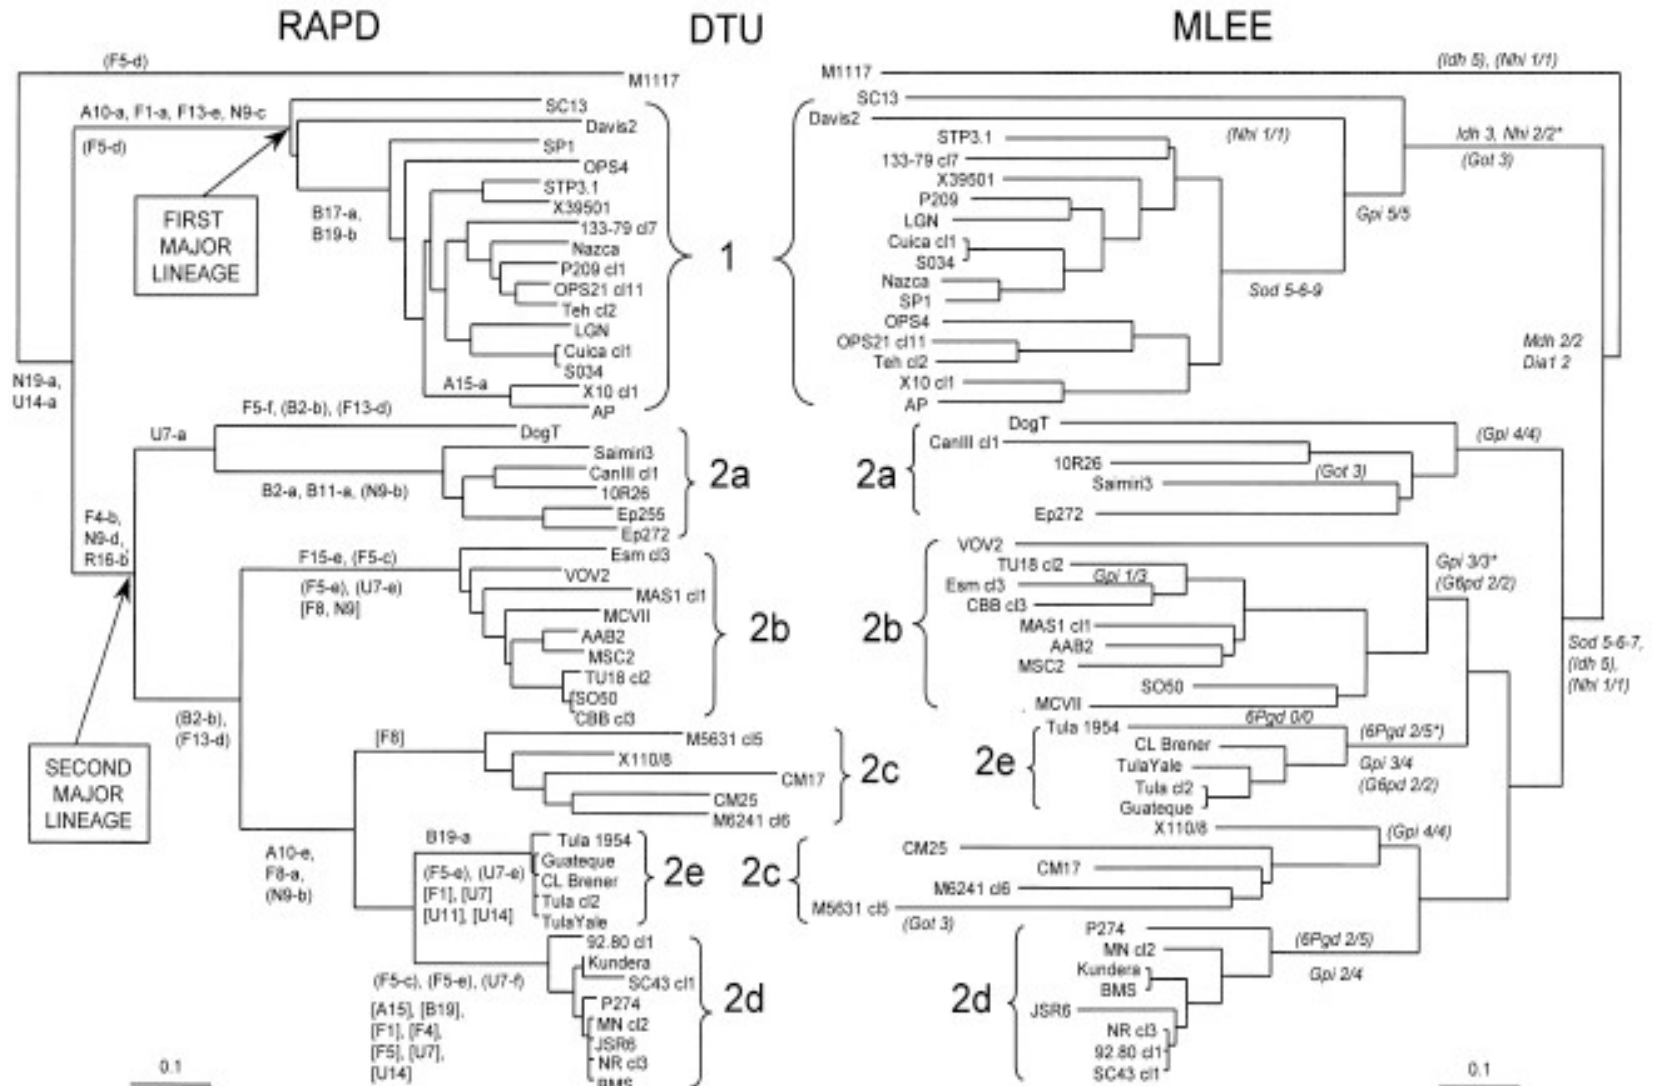 RAPD DTU MLEE
(F5-d)
M1117
A10-a, F1-a, F13-e, N9-c
(F5-d)
SC13
Davis2
SP1
OPS4
STP3.1
X39501
133-79 cl7
Nazca
P209 cl1
OPS21 cl11
Teh cl2
LGN
Cuica cl1
S034
X10 cl1
AP
FIRST
MAJOR
LINEAGE
B17-a,
B19-b
A15-a
1
N19-a,
U14-a
U7-a
F5-f, (B2-b), (F13-d)
DogT
Saimiri3
CanIII cl1
10R26
Ep255
Ep272
B2-a, B11-a, (N9-b)
2a
F4-b,
N9-d,
R16-b
F15-e, (F5-c)
(F5-e), (U7-e)
[F8, N9]
Esm cl3
VOV2
MAS1 cl1
MCVII
AAB2
MSC2
TU18 cl2
SO50
CBB cl3
2b
(B2-b),
(F13-d)
SECOND
MAJOR
LINEAGE
[F8]
M5631 cl5
X110/8
CM17
CM25
M6241 cl6
2c
A10-e,
F8-a,
(N9-b)
B19-a
(F5-e), (U7-e)
[F1], [U7]
[U11], [U14]
Tula 1954
Guateque
CL Brener
Tula cl2
TulaYale
2e
(F5-c), (F5-e), (U7-f)
[A15], [B19],
[F1], [F4],
[F5], [U7],
[U14]
92.80 cl1
Kundera
SC43 cl1
P274
MN cl2
JSR6
NR cl3
BMS
2d
0.1
M1117
(Idh 5), (Nhi 1/1)
SC13
Davis2
(Nhi 1/1)
Idh 3, Nhi 2/2*
(Got 3)
STP3.1
133-79 cl7
X39501
P209
LGN
Cuica cl1
S034
Nazca
SP1
OPS4
OPS21 cl11
Teh cl2
X10 cl1
AP
Gpi 5/5
Sod 5-6-9
Mdh 2/2
Dia1 2
2a
DogT
CanIII cl1
10R26
Saimiri3
Ep272
(Gpi 4/4)
(Got 3)
2b
VOV2
TU18 cl2
Esm cl3
Gpi 1/3
CBB cl3
MAS1 cl1
AAB2
MSC2
SO50
MCVII
Gpi 3/3*
(G6pd 2/2)
Sod 5-6-7,
(Idh 5),
(Nhi 1/1)
2e
6Pgd 0/0
Tula 1954
CL Brener
TulaYale
Tula cl2
Guateque
(6Pgd 2/5*)
Gpi 3/4
(G6pd 2/2)
2c
X110/8
CM25
CM17
M6241 cl6
M5631 cl5
(Got 3)
(Gpi 4/4)
2d
P274
MN cl2
Kundera
BMS
JSR6
NR cl3
92.80 cl1
SC43 cl1
(6Pgd 2/5)
Gpi 2/4
0.1